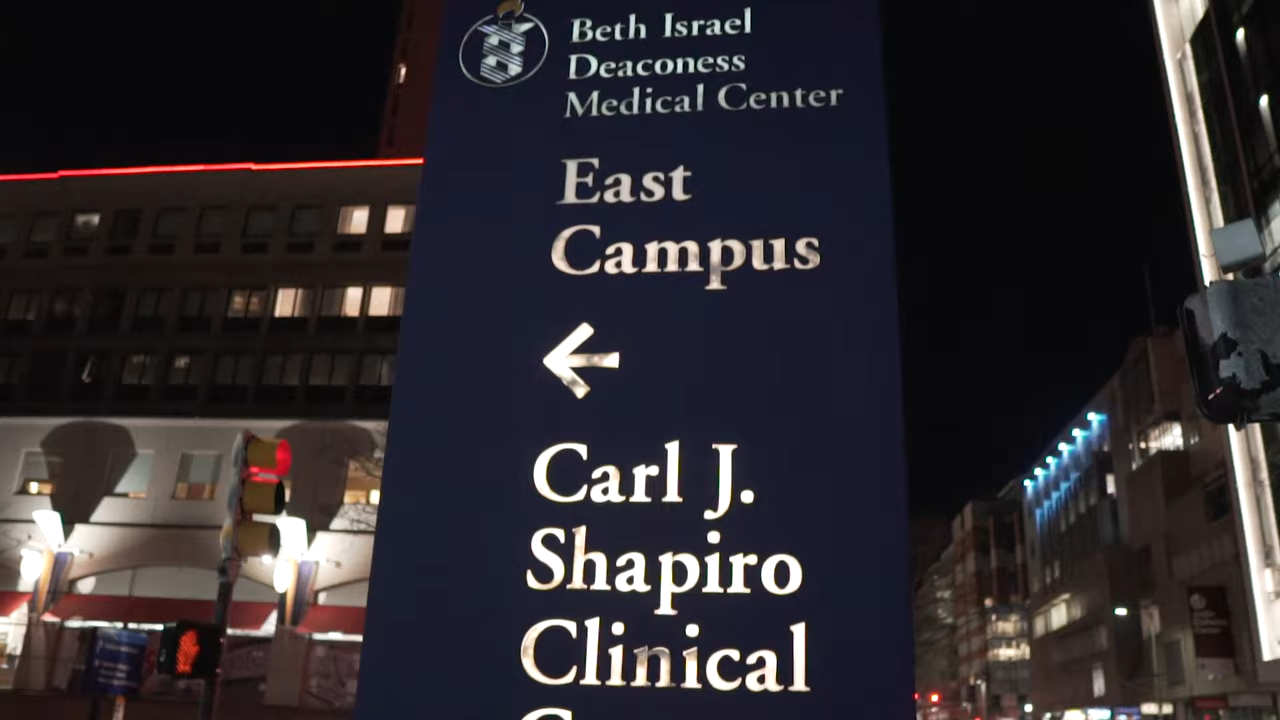 Beth Israel
Deaconess
Medical Center
East
Campus
Carl J.
Shapiro
Clinical